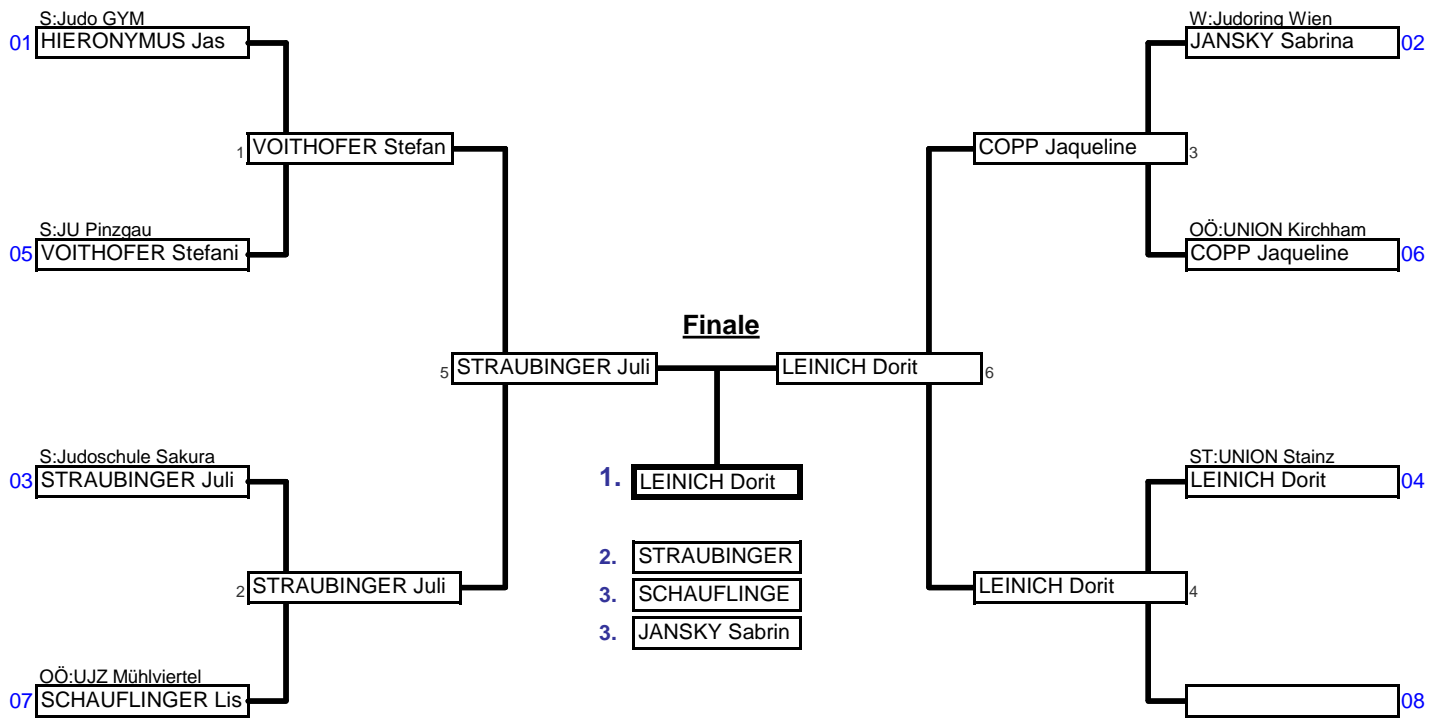 S:Judo GYM
01 HIERONYMUS Jas
W:Judoring Wien
JANSKY Sabrina 02
1 VOITHOFER Stefan
COPP Jaqueline 3
S:JU Pinzgau
05 VOITHOFER Stefani
OÖ:UNION Kirchham
COPP Jaqueline 06
Finale
5 STRAUBINGER Juli
LEINICH Dorit 6
S:Judoschule Sakura
03 STRAUBINGER Juli
1. LEINICH Dorit
ST:UNION Stainz
LEINICH Dorit 04
2. STRAUBINGER
2 STRAUBINGER Juli
3. SCHAUFLINGE
LEINICH Dorit 4
3. JANSKY Sabrin
OÖ:UJZ Mühlviertel
07 SCHAUFLINGER Lis
08